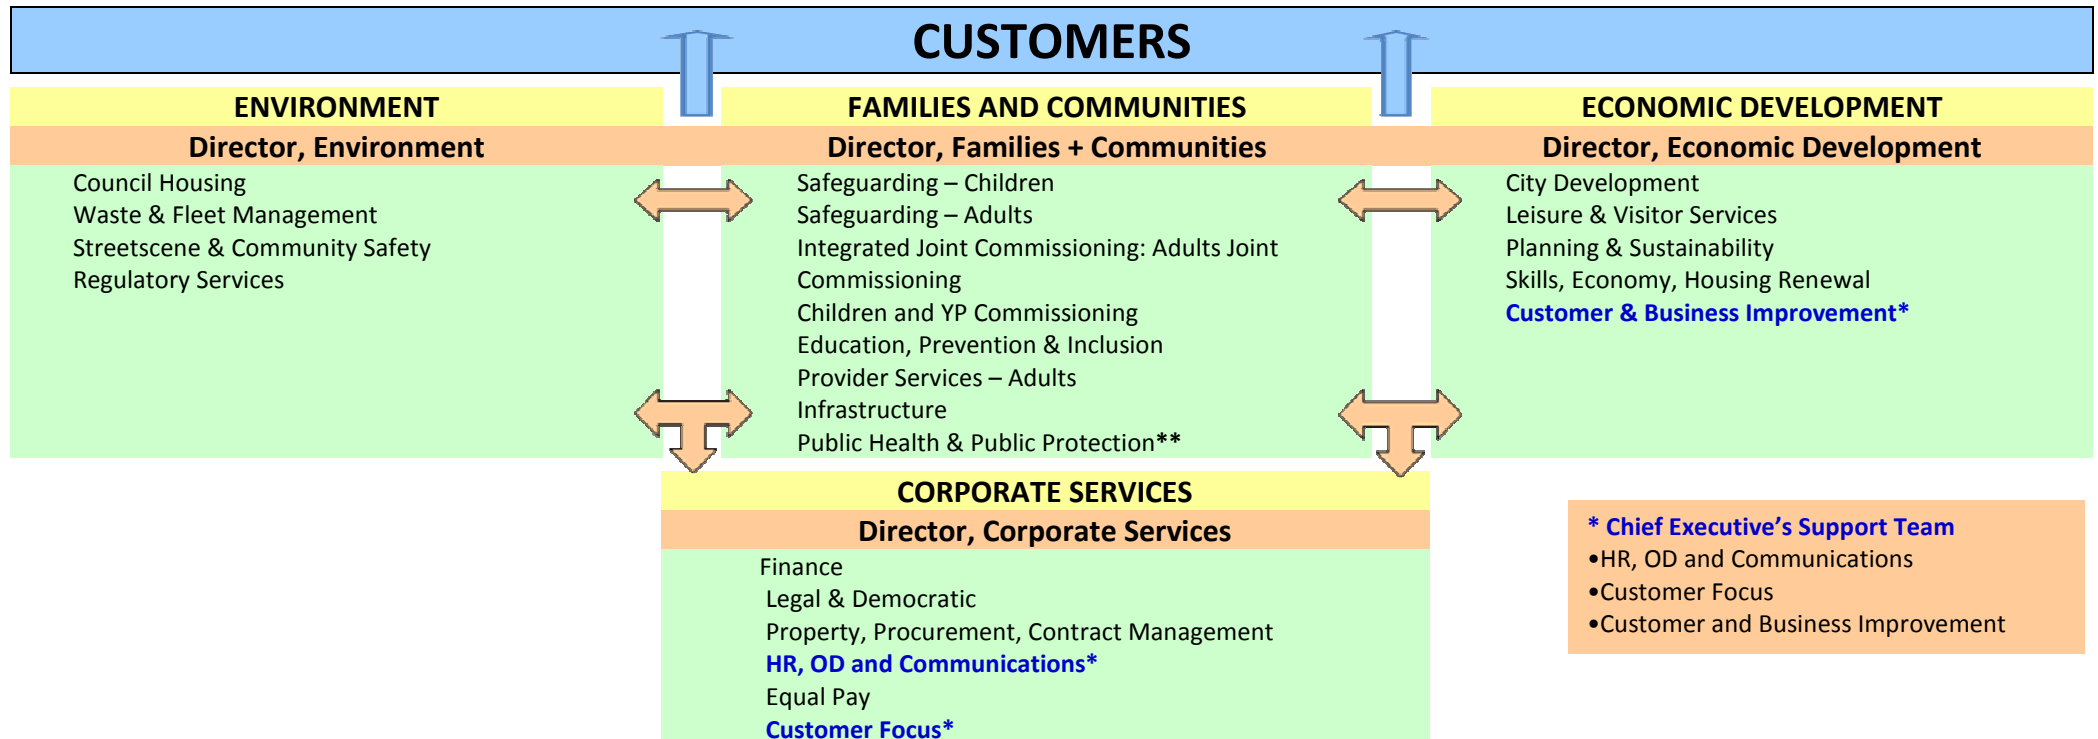 CUSTOMERS
ENVIRONMENT
Director, Environment
Council Housing
Waste & Fleet Management
Streetscene & Community Safety
Regulatory Services
FAMILIES AND COMMUNITIES
Director, Families + Communities
Safeguarding – Children
Safeguarding – Adults
Integrated Joint Commissioning: Adults Joint
Commissioning
Children and YP Commissioning
Education, Prevention & Inclusion
Provider Services – Adults
Infrastructure
Public Health & Public Protection**
ECONOMIC DEVELOPMENT
Director, Economic Development
City Development
Leisure & Visitor Services
Planning & Sustainability
Skills, Economy, Housing Renewal
Customer & Business Improvement*
CORPORATE SERVICES
Director, Corporate Services
Finance
Legal & Democratic
Property, Procurement, Contract Management
HR, OD and Communications*
Equal Pay
Customer Focus*
* Chief Executive's Support Team
•HR, OD and Communications
•Customer Focus
•Customer and Business Improvement